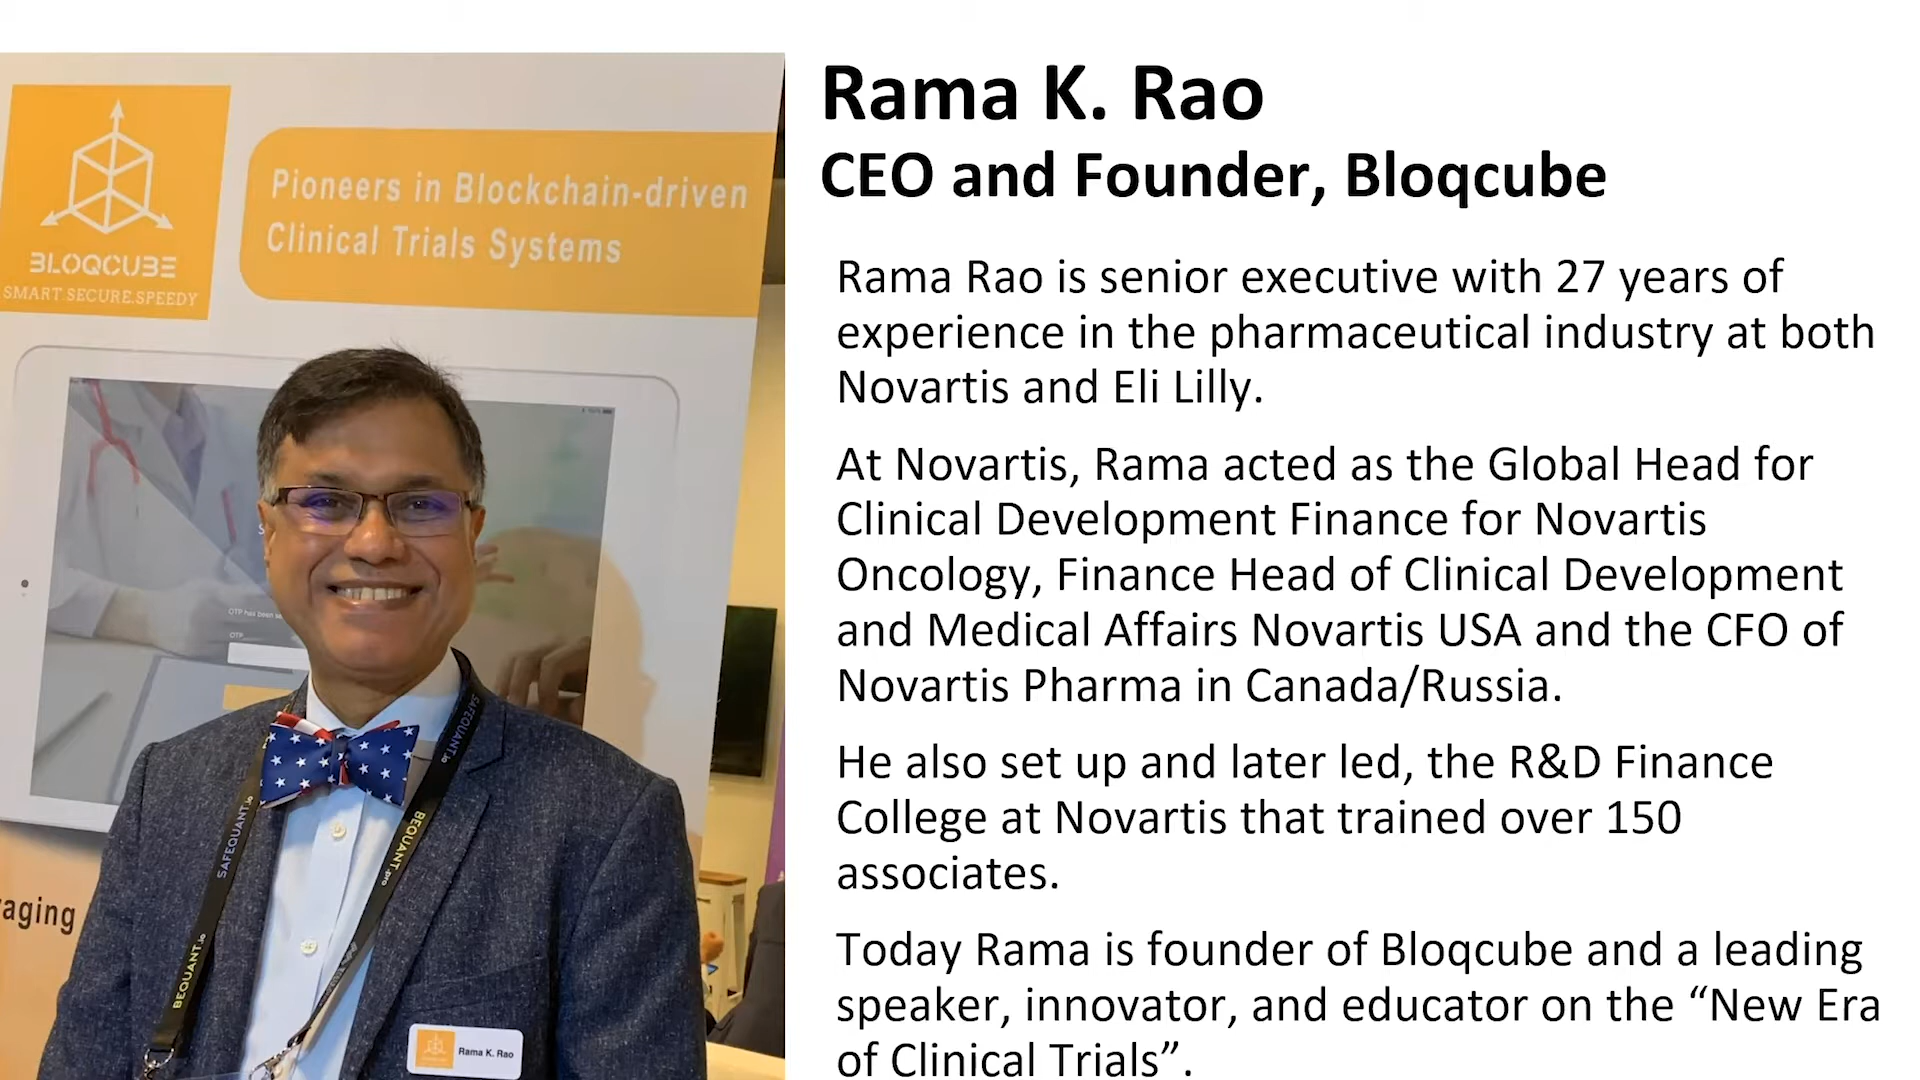 Rama K. Rao
CEO and Founder, Bloqcube
Rama Rao is senior executive with 27 years of
experience in the pharmaceutical industry at both
Novartis and Eli Lilly.
At Novartis, Rama acted as the Global Head for
Clinical Development Finance for Novartis
Oncology, Finance Head of Clinical Development
and Medical Affairs Novartis USA and the CFO of
Novartis Pharma in Canada/Russia.
He also set up and later led, the R&D Finance
College at Novartis that trained over 150
associates.
Today Rama is founder of Bloqcube and a leading
speaker, innovator, and educator on the “New Era
of Clinical Trials”.
BLOQCUBE
SMART.SECURE.SPEEDY
Pioneers in Blockchain-driven
Clinical Trials Systems
OTP has been
OTP
aging
SAFEQUANT.io
BEQUANT.io
SAFEQUANT.io
BEQUANT.pro
Rama K. Rao